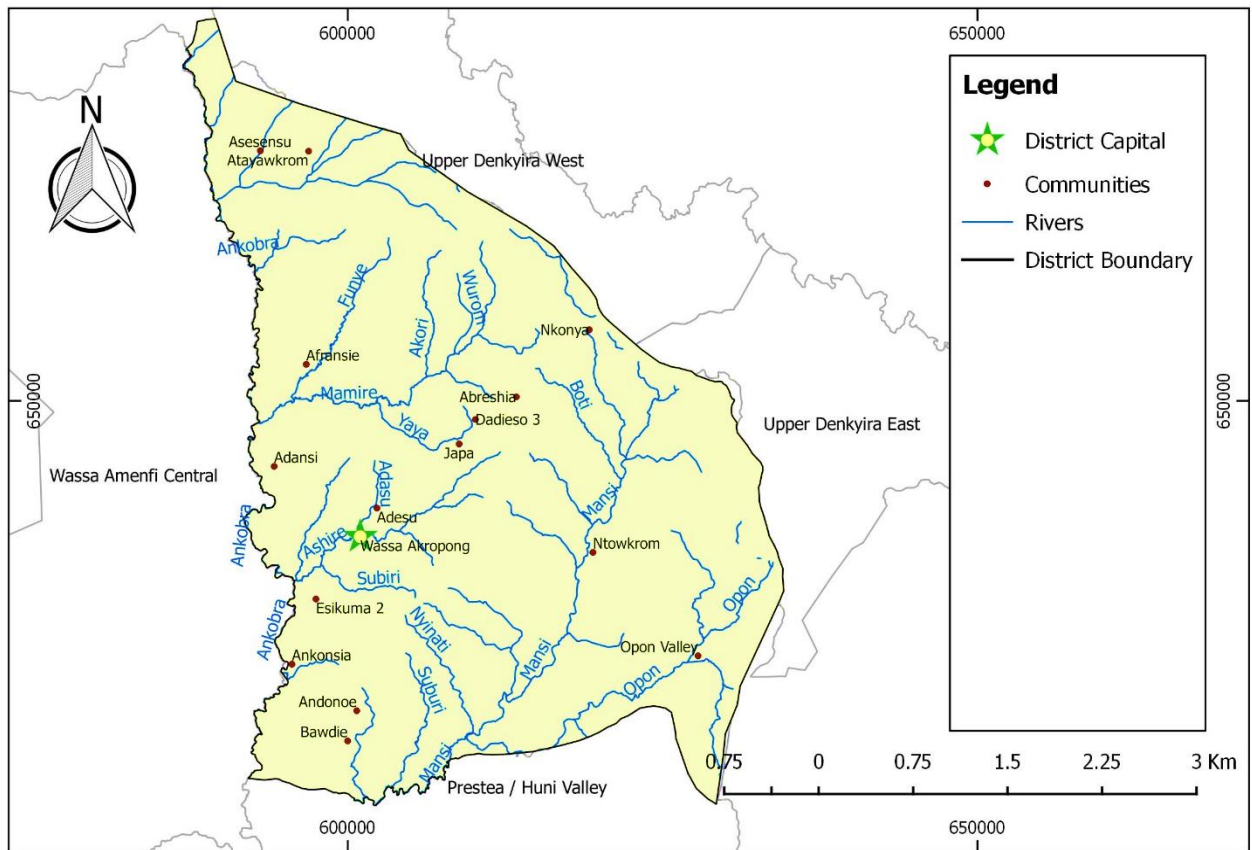 600000
650000
N
Legend
District Capital
Communities
Rivers
District Boundary
Asesensu
Atayawkrom
Upper Denkyira West
Ankobra
Funye
Wurom
Akori
Nkonya
Afransie
Mamire
Abreshia
Boti
650000
650000
Dadieso 3
Yaya
Upper Denkyira East
Japa
Adansi
Wassa Amenfi Central
Adasu
Mansi
Adesu
Ankobra
Ashire
Wassa Akropong
Ntowkrom
Subiri
Opon
Esikuma 2
Ankobra
Nyinati
Mansi
Opon Valley
Ankonsia
Suburi
Opon
Andonoe
Bawdie
Mansi
0.75 0 0.75 1.5 2.25 3 Km
Prestea / Huni Valley
600000
650000